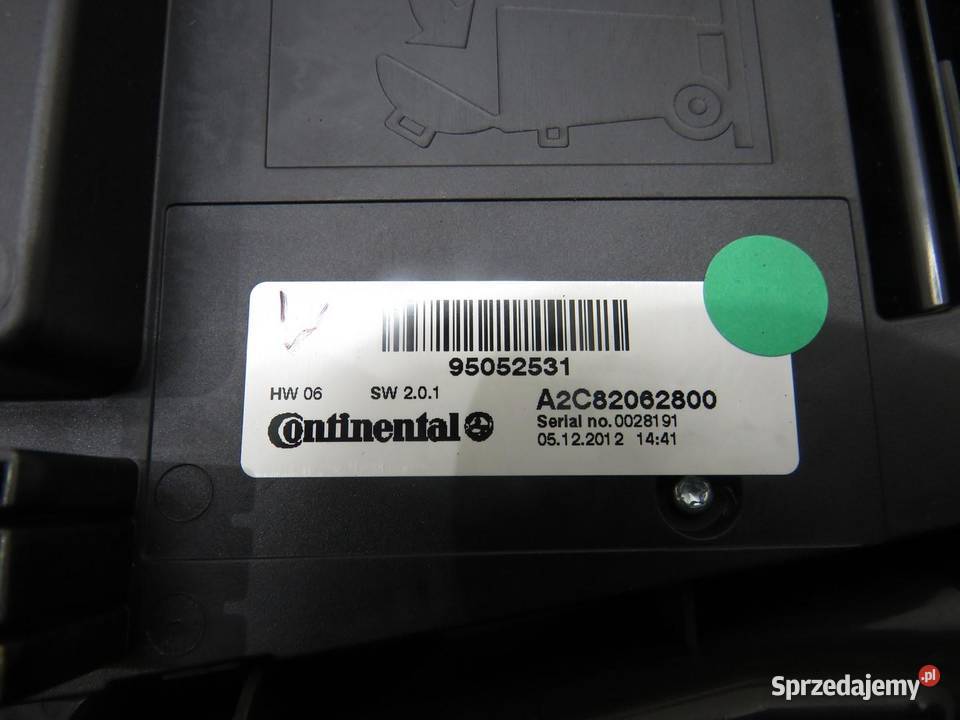 95052531
HW 06 SW 2.0.1
A2C82062800
Continental
Serial no.0028191
05.12.2012 14:41
Sprzedajemy.pl